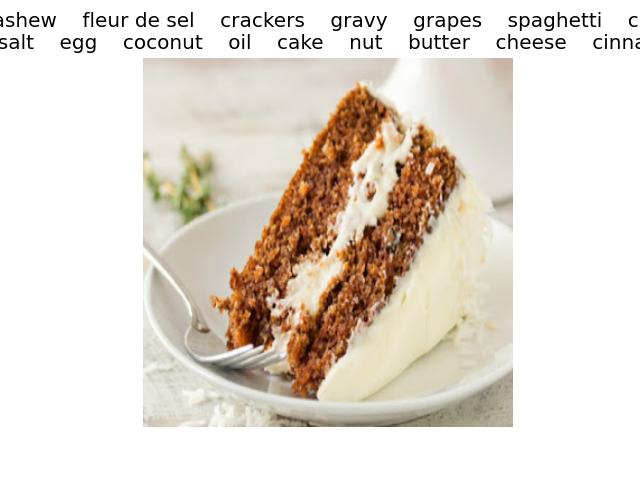 ashew fleur de sel crackers gravy grapes spaghetti c
salt egg coconut oil cake nut butter cheese cinna